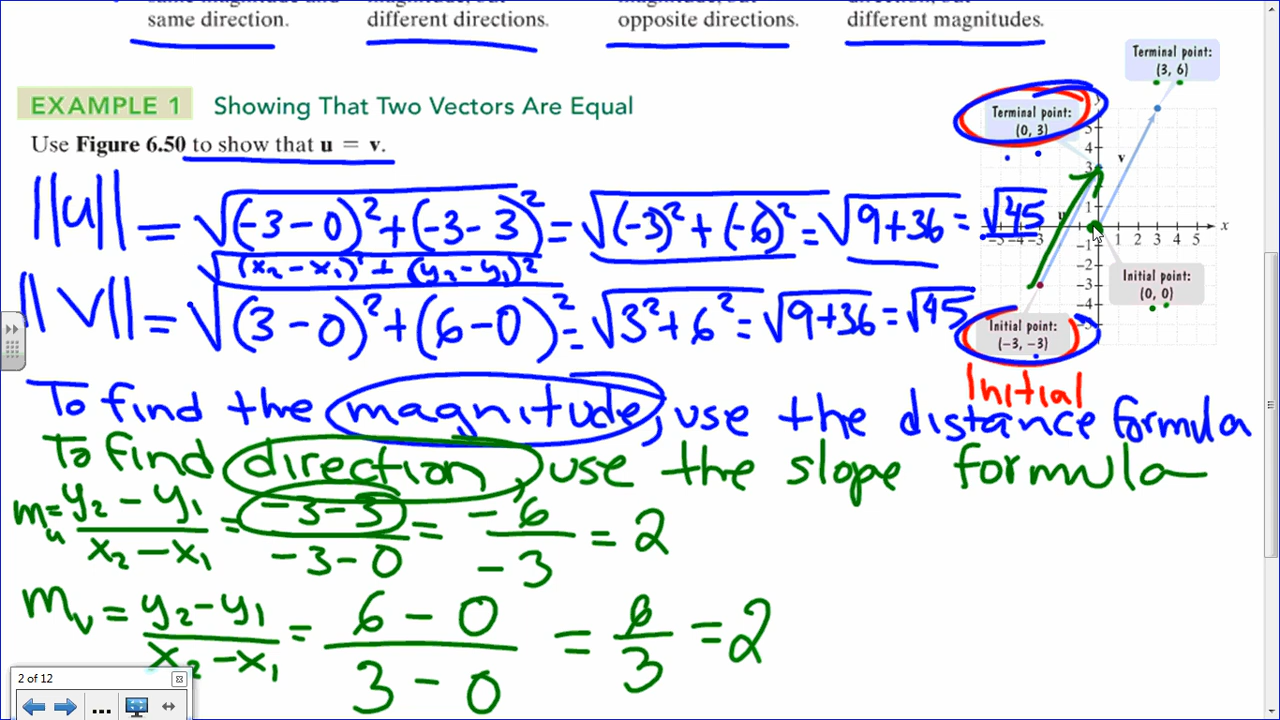 same direction. different directions. opposite directions. different magnitudes.
EXAMPLE 1 Showing That Two Vectors Are Equal
Use Figure 6.50 to show that u = v.
Terminal point:
(3, 6)
Terminal point:
(0, 3)
y
5
4
3
2
1
v
u
-5 -4 -3 1 2 3 4 5 x
-1
-2
-3
-4
-5
Initial point:
(0, 0)
Initial point:
(-3, -3)
Initial
||u|| = √(-3-0)²+(-3-3)² = √(-3)²+(-6)² = √9+36 = √45
√(x₂-x₁)²+(y₂-y₁)²
||v|| = √(3-0)²+(6-0)² = √3²+6² = √9+36 = √45
To find the magnitude, use the distance formula
To find direction, use the slope formula
mᵤ = y₂-y₁/x₂-x₁ = -3-3/-3-0 = -6/-3 = 2
mᵥ = y₂-y₁/x₂-x₁ = 6-0/3-0 = 6/3 = 2
2 of 12
...